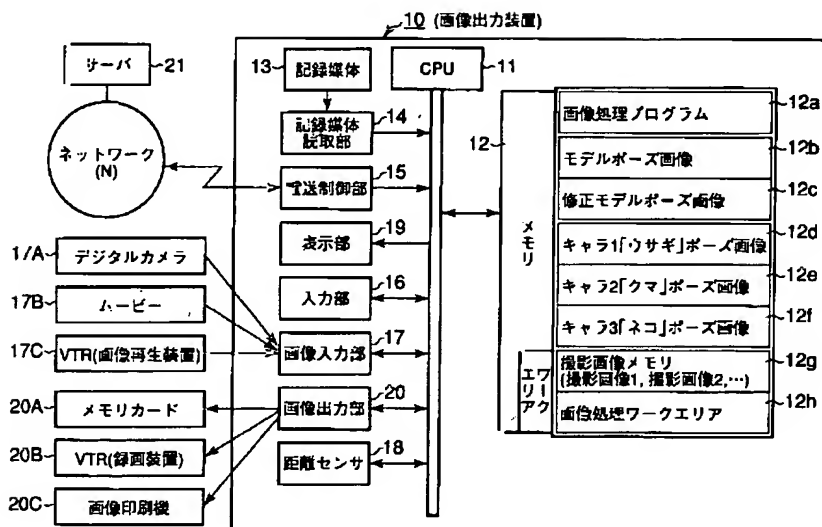 10 (画像出力装置)
サーバ
21
ネットワーク
(N)
13
記録媒体
CPU
11
14
記録媒体
読取部
15
送制御部
19
表示部
16
入力部
17
画像入力部
20
画像出力部
18
距離センサ
17A
デジタルカメラ
17B
ムービー
17C
VTR(画像再生装置)
20A
メモリカード
20B
VTR(録画装置)
20C
画像印刷機
12
メモリ
ワーク
エリア
画像処理プログラム
12a
モデルポーズ画像
12b
修正モデルポーズ画像
12c
キャラ1「ウサギ」ポーズ画像
12d
キャラ2「クマ」ポーズ画像
12e
キャラ3「ネコ」ポーズ画像
12f
撮影画像メモリ
(撮影画像1, 撮影画像2,…)
12g
画像処理ワークエリア
12h